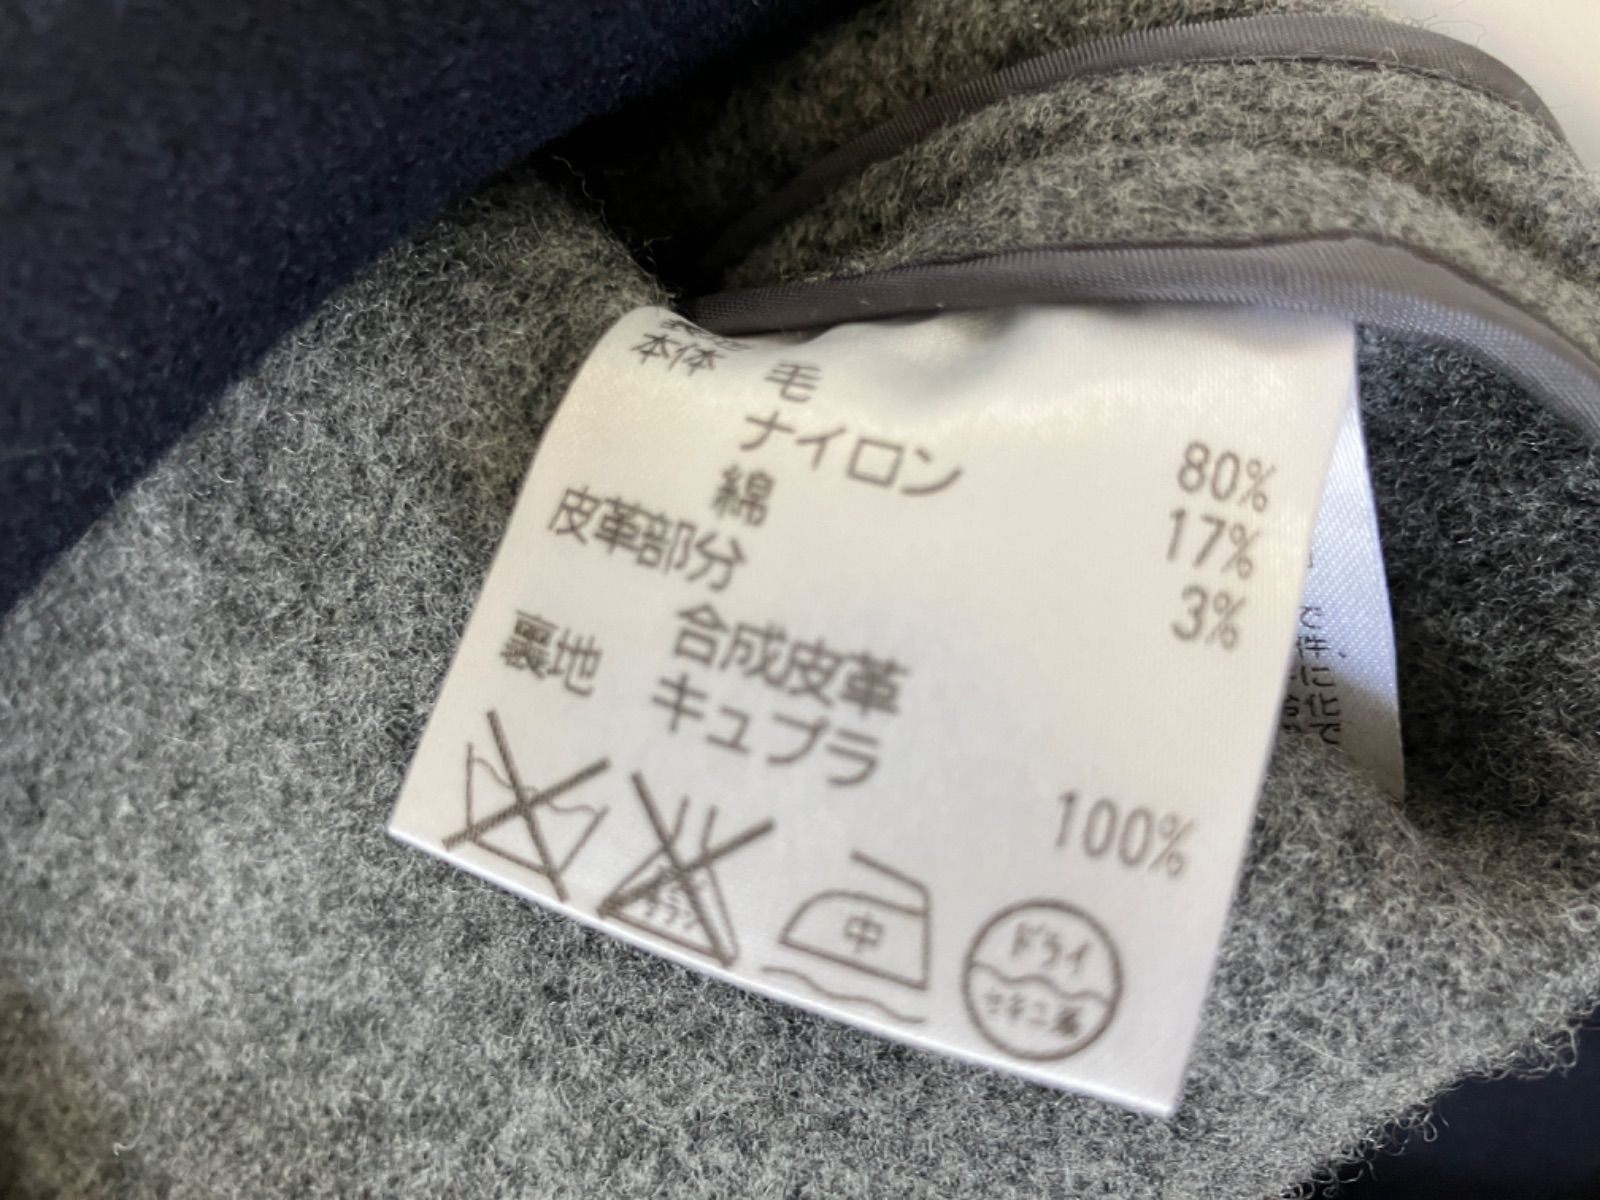 本体 毛 80%
ナイロン 17%
綿 3%
皮革部分
合成皮革
裏地 キュプラ 100%
中
ドライ